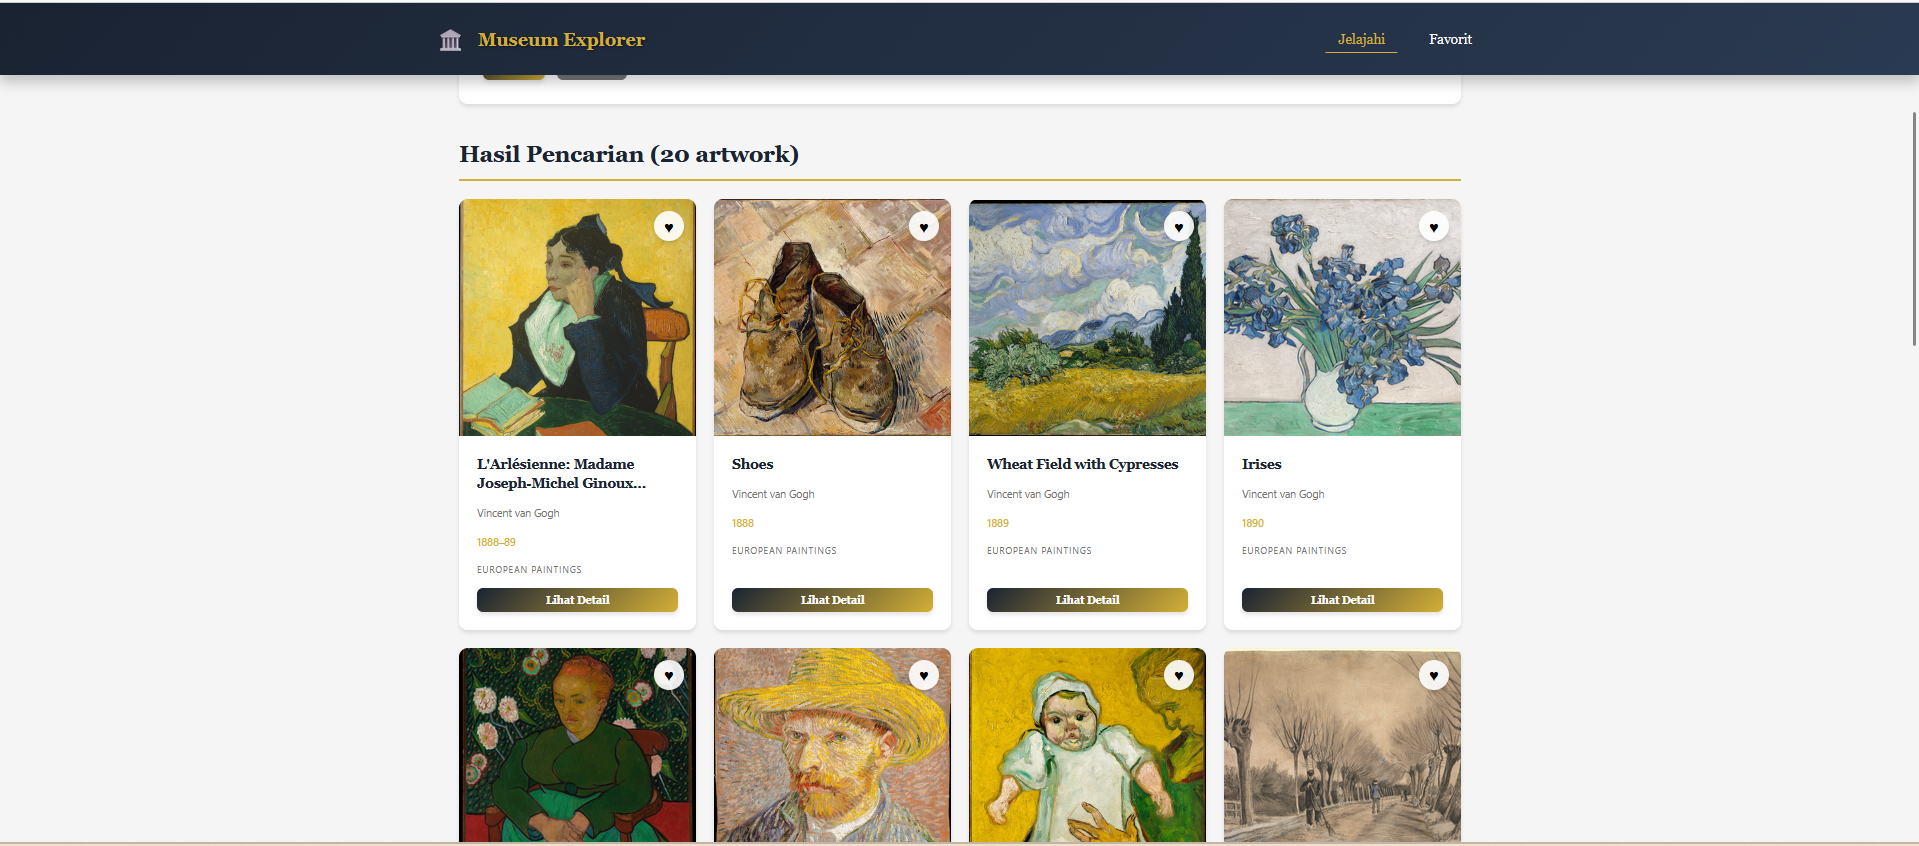 Museum Explorer
Jelajahi
Favorit
Hasil Pencarian (20 artwork)
L'Arlésienne: Madame
Joseph-Michel Ginoux...
Vincent van Gogh
1888–89
EUROPEAN PAINTINGS
Lihat Detail
Shoes
Vincent van Gogh
1888
EUROPEAN PAINTINGS
Lihat Detail
Wheat Field with Cypresses
Vincent van Gogh
1889
EUROPEAN PAINTINGS
Lihat Detail
Irises
Vincent van Gogh
1890
EUROPEAN PAINTINGS
Lihat Detail